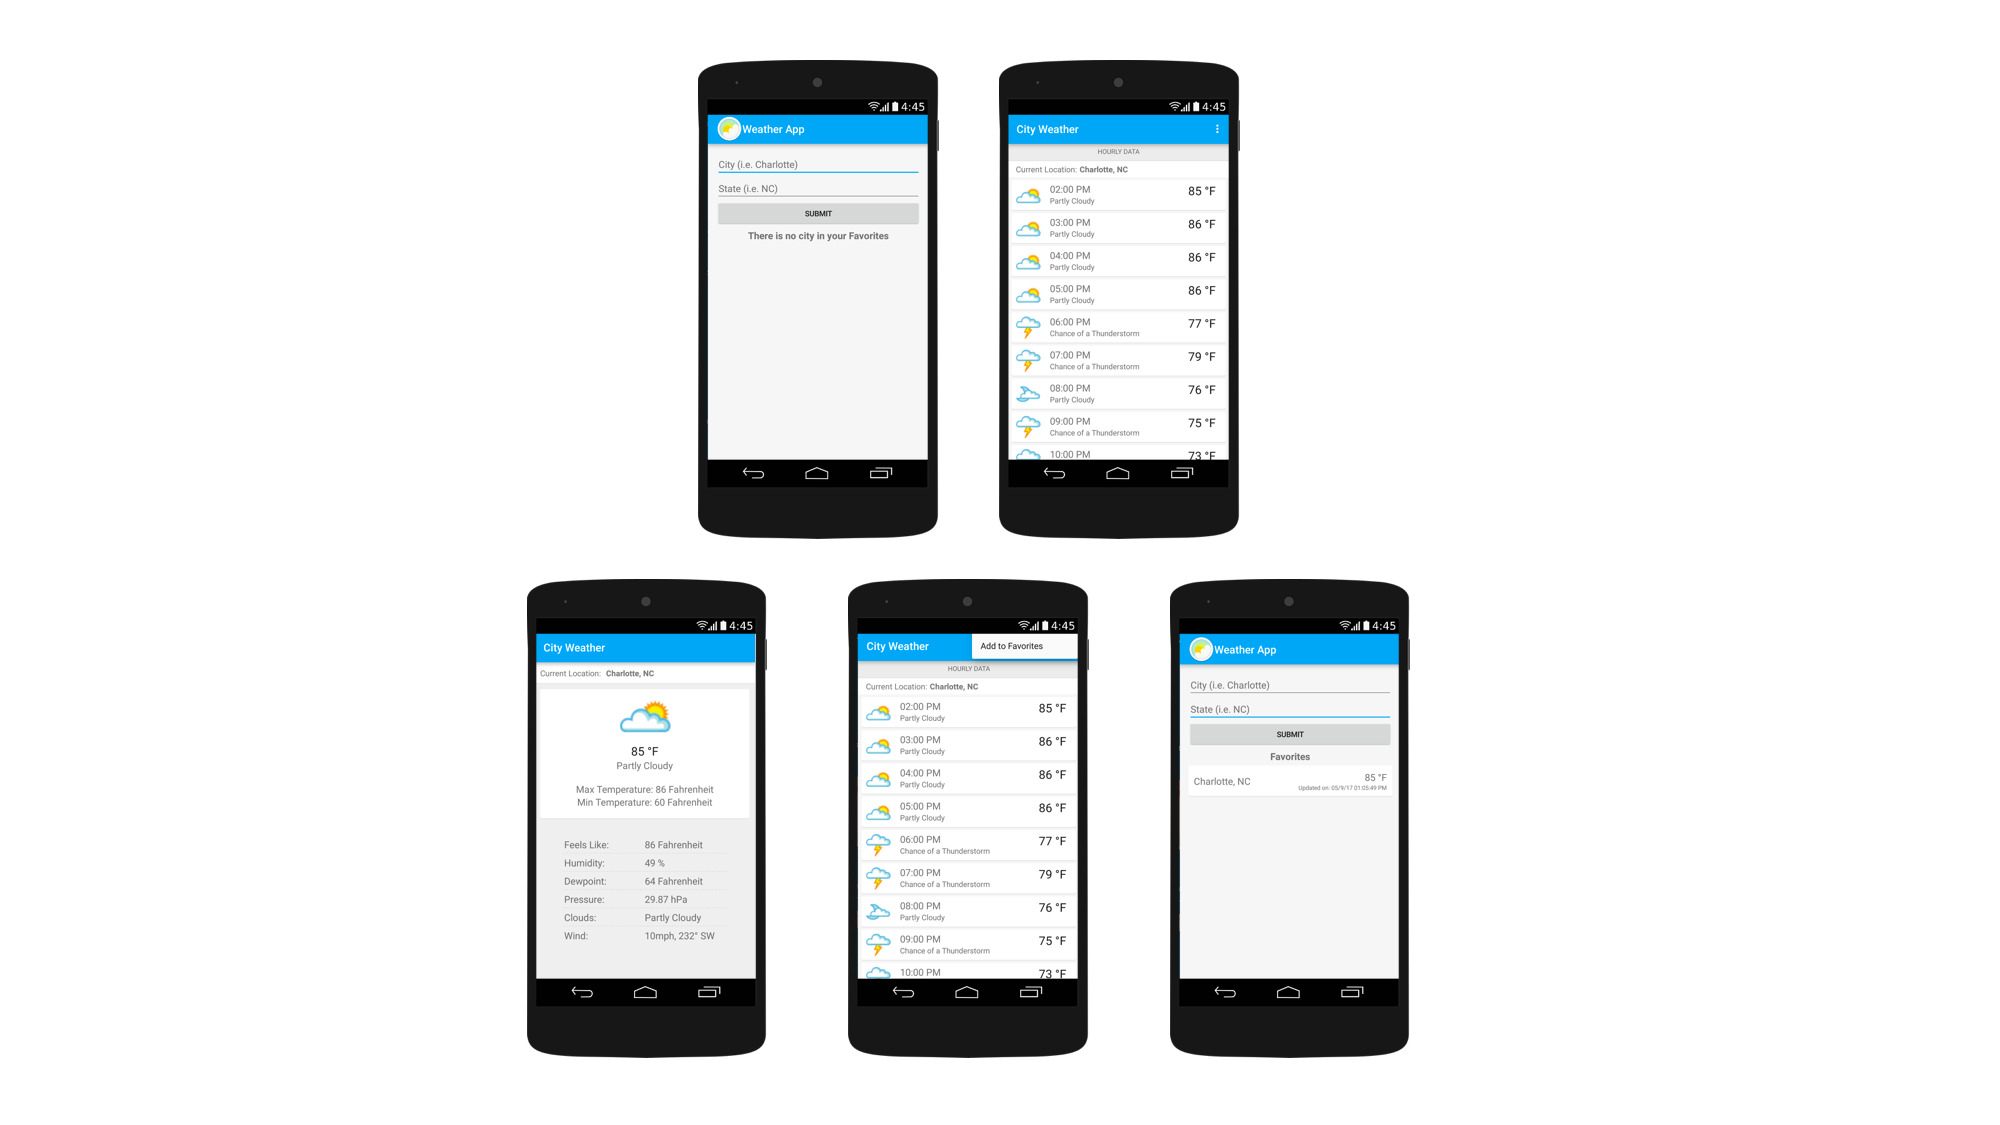 4:45
Weather App
City (i.e. Charlotte)
State (i.e. NC)
SUBMIT
There is no city in your Favorites
4:45
City Weather
HOURLY DATA
Current Location: Charlotte, NC
02:00 PM
85 °F
Partly Cloudy
03:00 PM
86 °F
Partly Cloudy
04:00 PM
86 °F
Partly Cloudy
05:00 PM
86 °F
Partly Cloudy
06:00 PM
77 °F
Chance of a Thunderstorm
07:00 PM
79 °F
Chance of a Thunderstorm
08:00 PM
76 °F
Partly Cloudy
09:00 PM
75 °F
Chance of a Thunderstorm
10:00 PM
73 °F
4:45
City Weather
Current Location: Charlotte, NC
85 °F
Partly Cloudy
Max Temperature: 86 Fahrenheit
Min Temperature: 60 Fahrenheit
Feels Like: 86 Fahrenheit
Humidity: 49 %
Dewpoint: 64 Fahrenheit
Pressure: 29.87 hPa
Clouds: Partly Cloudy
Wind: 10mph, 232° SW
4:45
City Weather
Add to Favorites
HOURLY DATA
Current Location: Charlotte, NC
02:00 PM
85 °F
Partly Cloudy
03:00 PM
86 °F
Partly Cloudy
04:00 PM
86 °F
Partly Cloudy
05:00 PM
86 °F
Partly Cloudy
06:00 PM
77 °F
Chance of a Thunderstorm
07:00 PM
79 °F
Chance of a Thunderstorm
08:00 PM
76 °F
Partly Cloudy
09:00 PM
75 °F
Chance of a Thunderstorm
10:00 PM
73 °F
4:45
Weather App
City (i.e. Charlotte)
State (i.e. NC)
SUBMIT
Favorites
Charlotte, NC
85 °F
Updated on: 05/9/17 01:05:49 PM